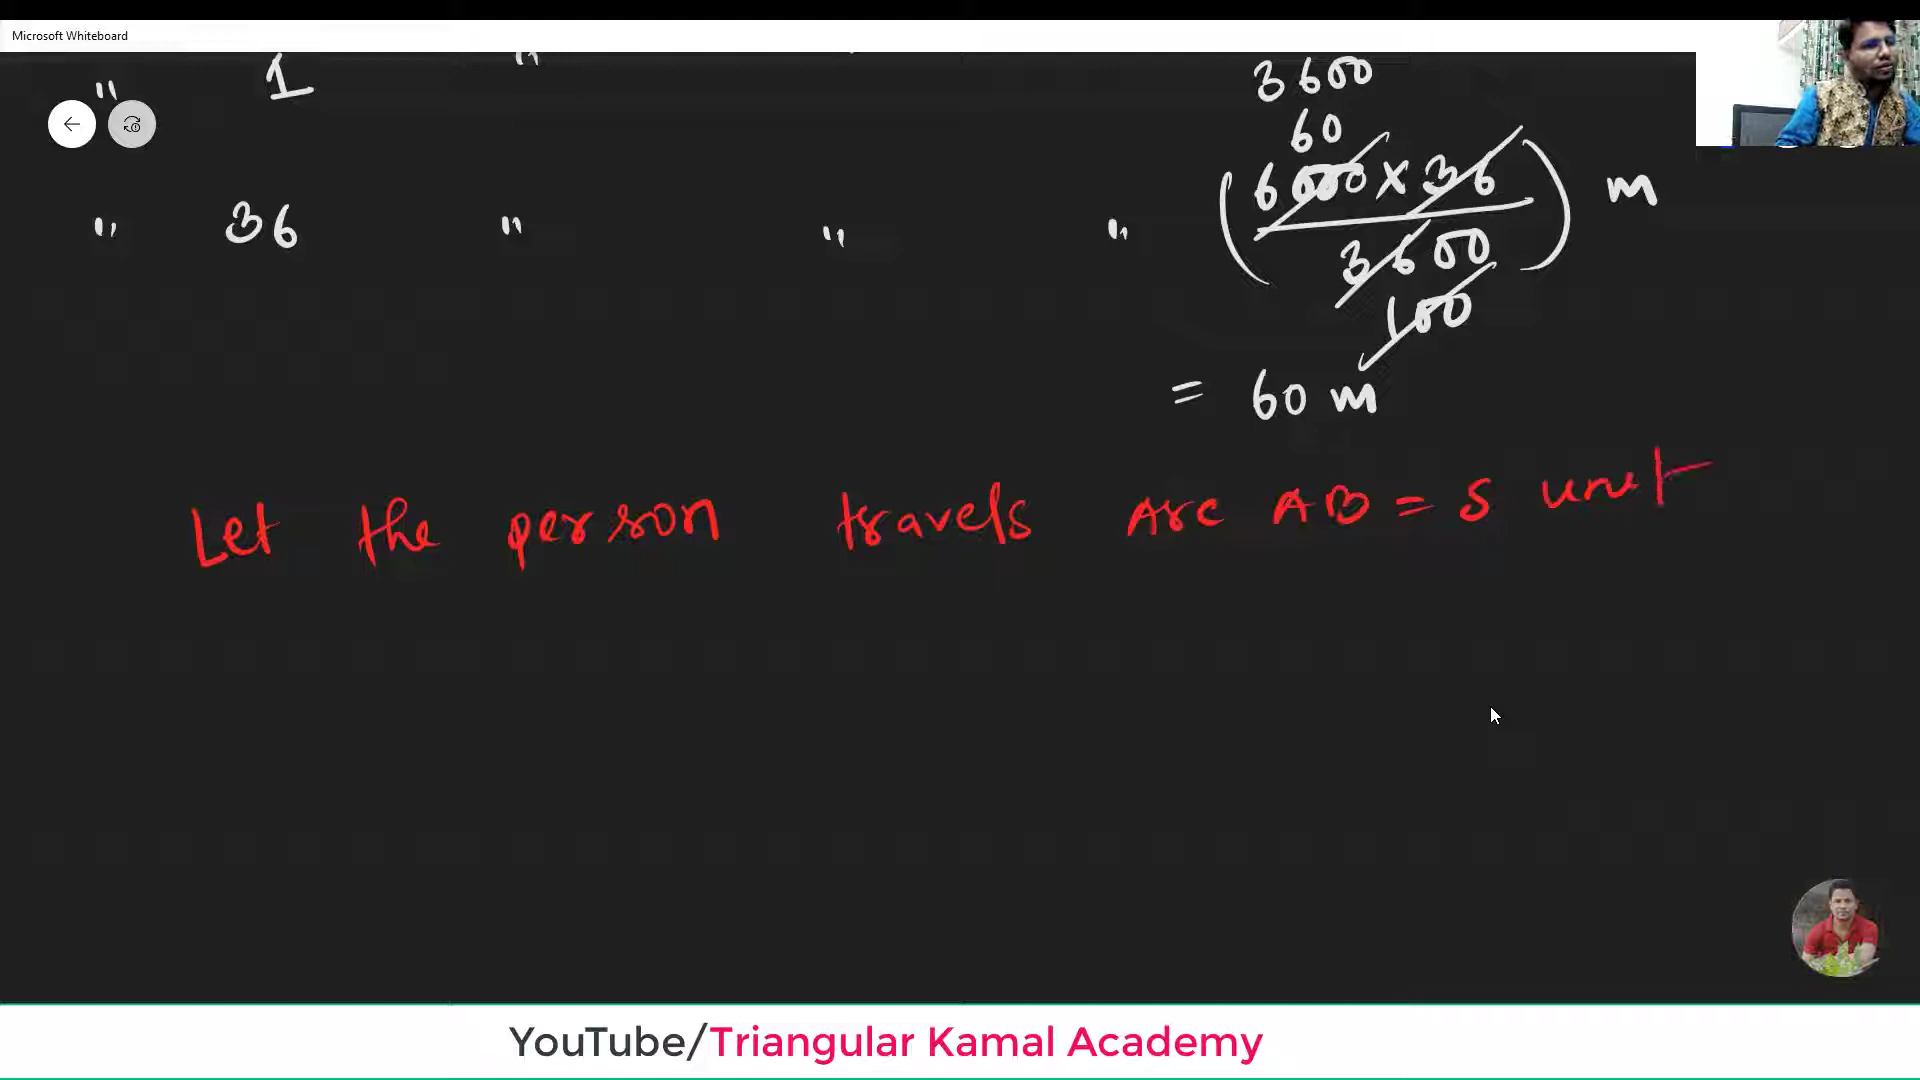 Microsoft Whiteboard
" 1 "
3600
60
" 36 " " " (6000 × 36 / 3600) m
100
= 60 m
Let the person travels Arc AB = s unit
YouTube/Triangular Kamal Academy